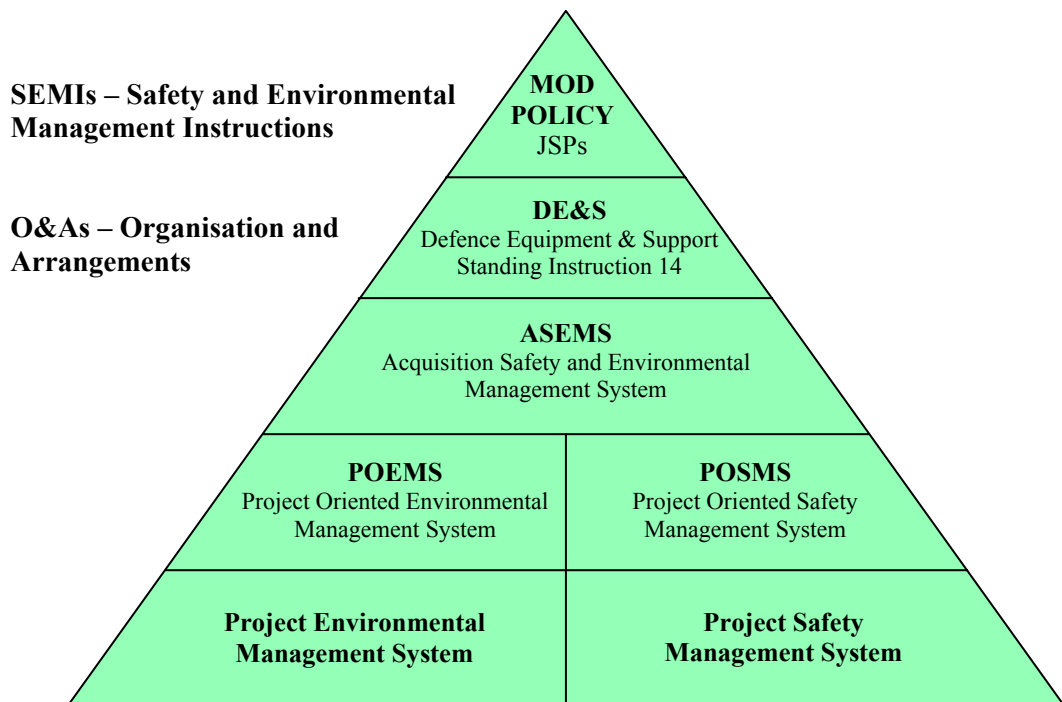 SEMIs – Safety and Environmental
Management Instructions
O&As – Organisation and
Arrangements
MOD
POLICY
JSPs
DE&S
Defence Equipment & Support
Standing Instruction 14
ASEMS
Acquisition Safety and Environmental
Management System
POEMS
Project Oriented Environmental
Management System
POSMS
Project Oriented Safety
Management System
Project Environmental
Management System
Project Safety
Management System